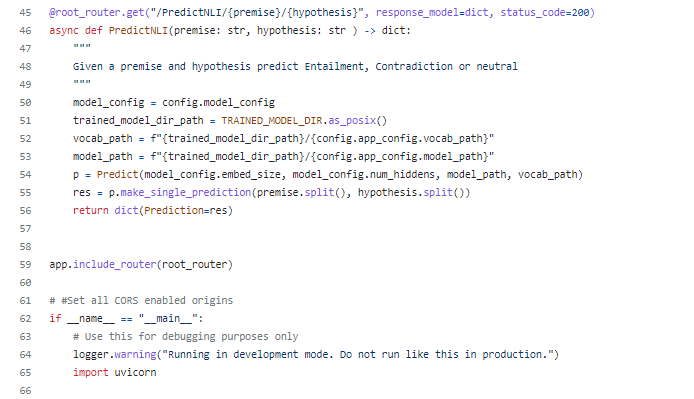 45 @root_router.get("/PredictNLI/{premise}/{hypothesis}", response_model=dict, status_code=200)
46 async def PredictNLI(premise: str, hypothesis: str ) -> dict:
47     """
48     Given a premise and hypothesis predict Entailment, Contradiction or neutral
49     """
50     model_config = config.model_config
51     trained_model_dir_path = TRAINED_MODEL_DIR.as_posix()
52     vocab_path = f"{trained_model_dir_path}/{config.app_config.vocab_path}"
53     model_path = f"{trained_model_dir_path}/{config.app_config.model_path}"
54     p = Predict(model_config.embed_size, model_config.num_hiddens, model_path, vocab_path)
55     res = p.make_single_prediction(premise.split(), hypothesis.split())
56     return dict(Prediction=res)
57
58
59 app.include_router(root_router)
60
61 # #Set all CORS enabled origins
62 if __name__ == "__main__":
63     # Use this for debugging purposes only
64     logger.warning("Running in development mode. Do not run like this in production.")
65     import uvicorn
66